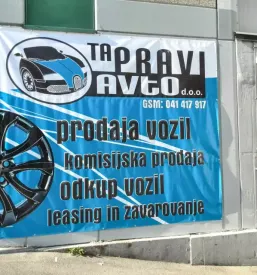 TA PRAVI
AVTO d.o.o.
GSM: 041 417 917
prodaja vozil
komisijska prodaja
odkup vozil
leasing in zavarovanje